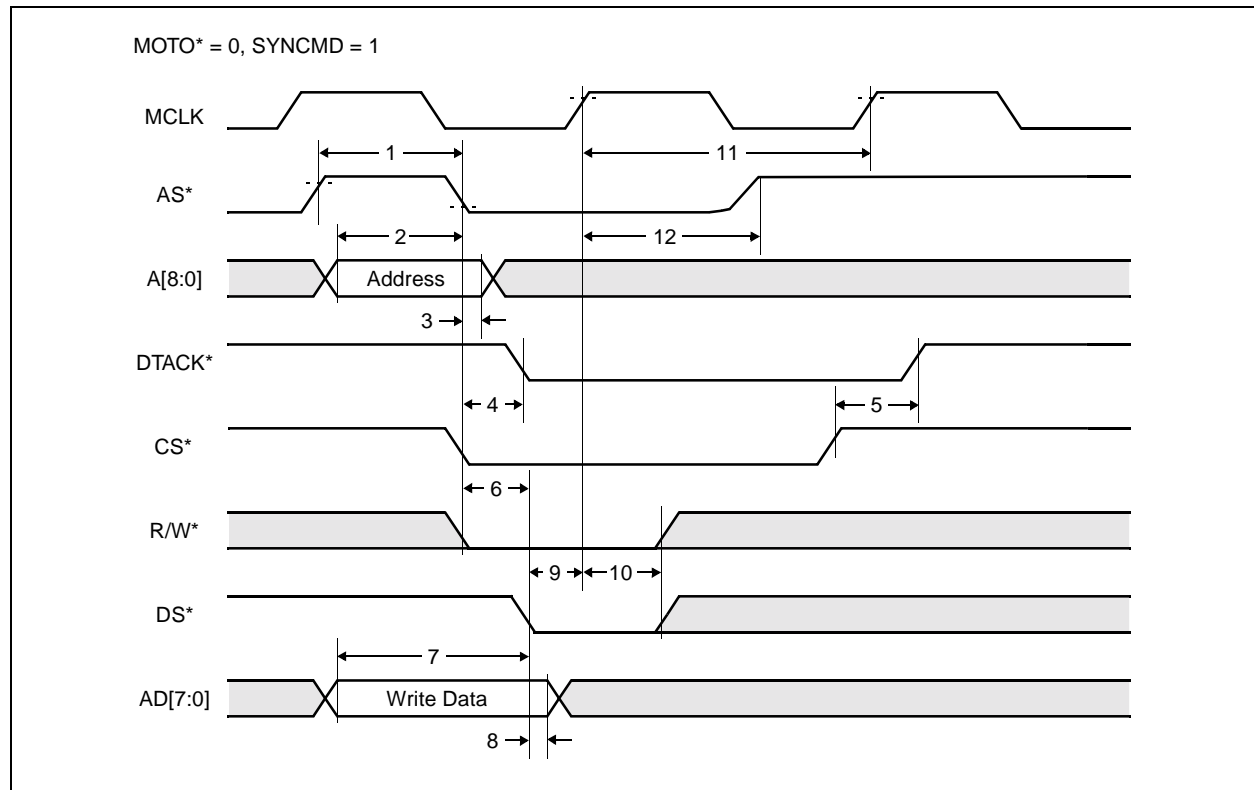 MOTO* = 0, SYNCMD = 1
MCLK
1
11
AS*
2
12
A[8:0]
Address
3
DTACK*
4
5
CS*
6
R/W*
9
10
DS*
7
AD[7:0]
Write Data
8